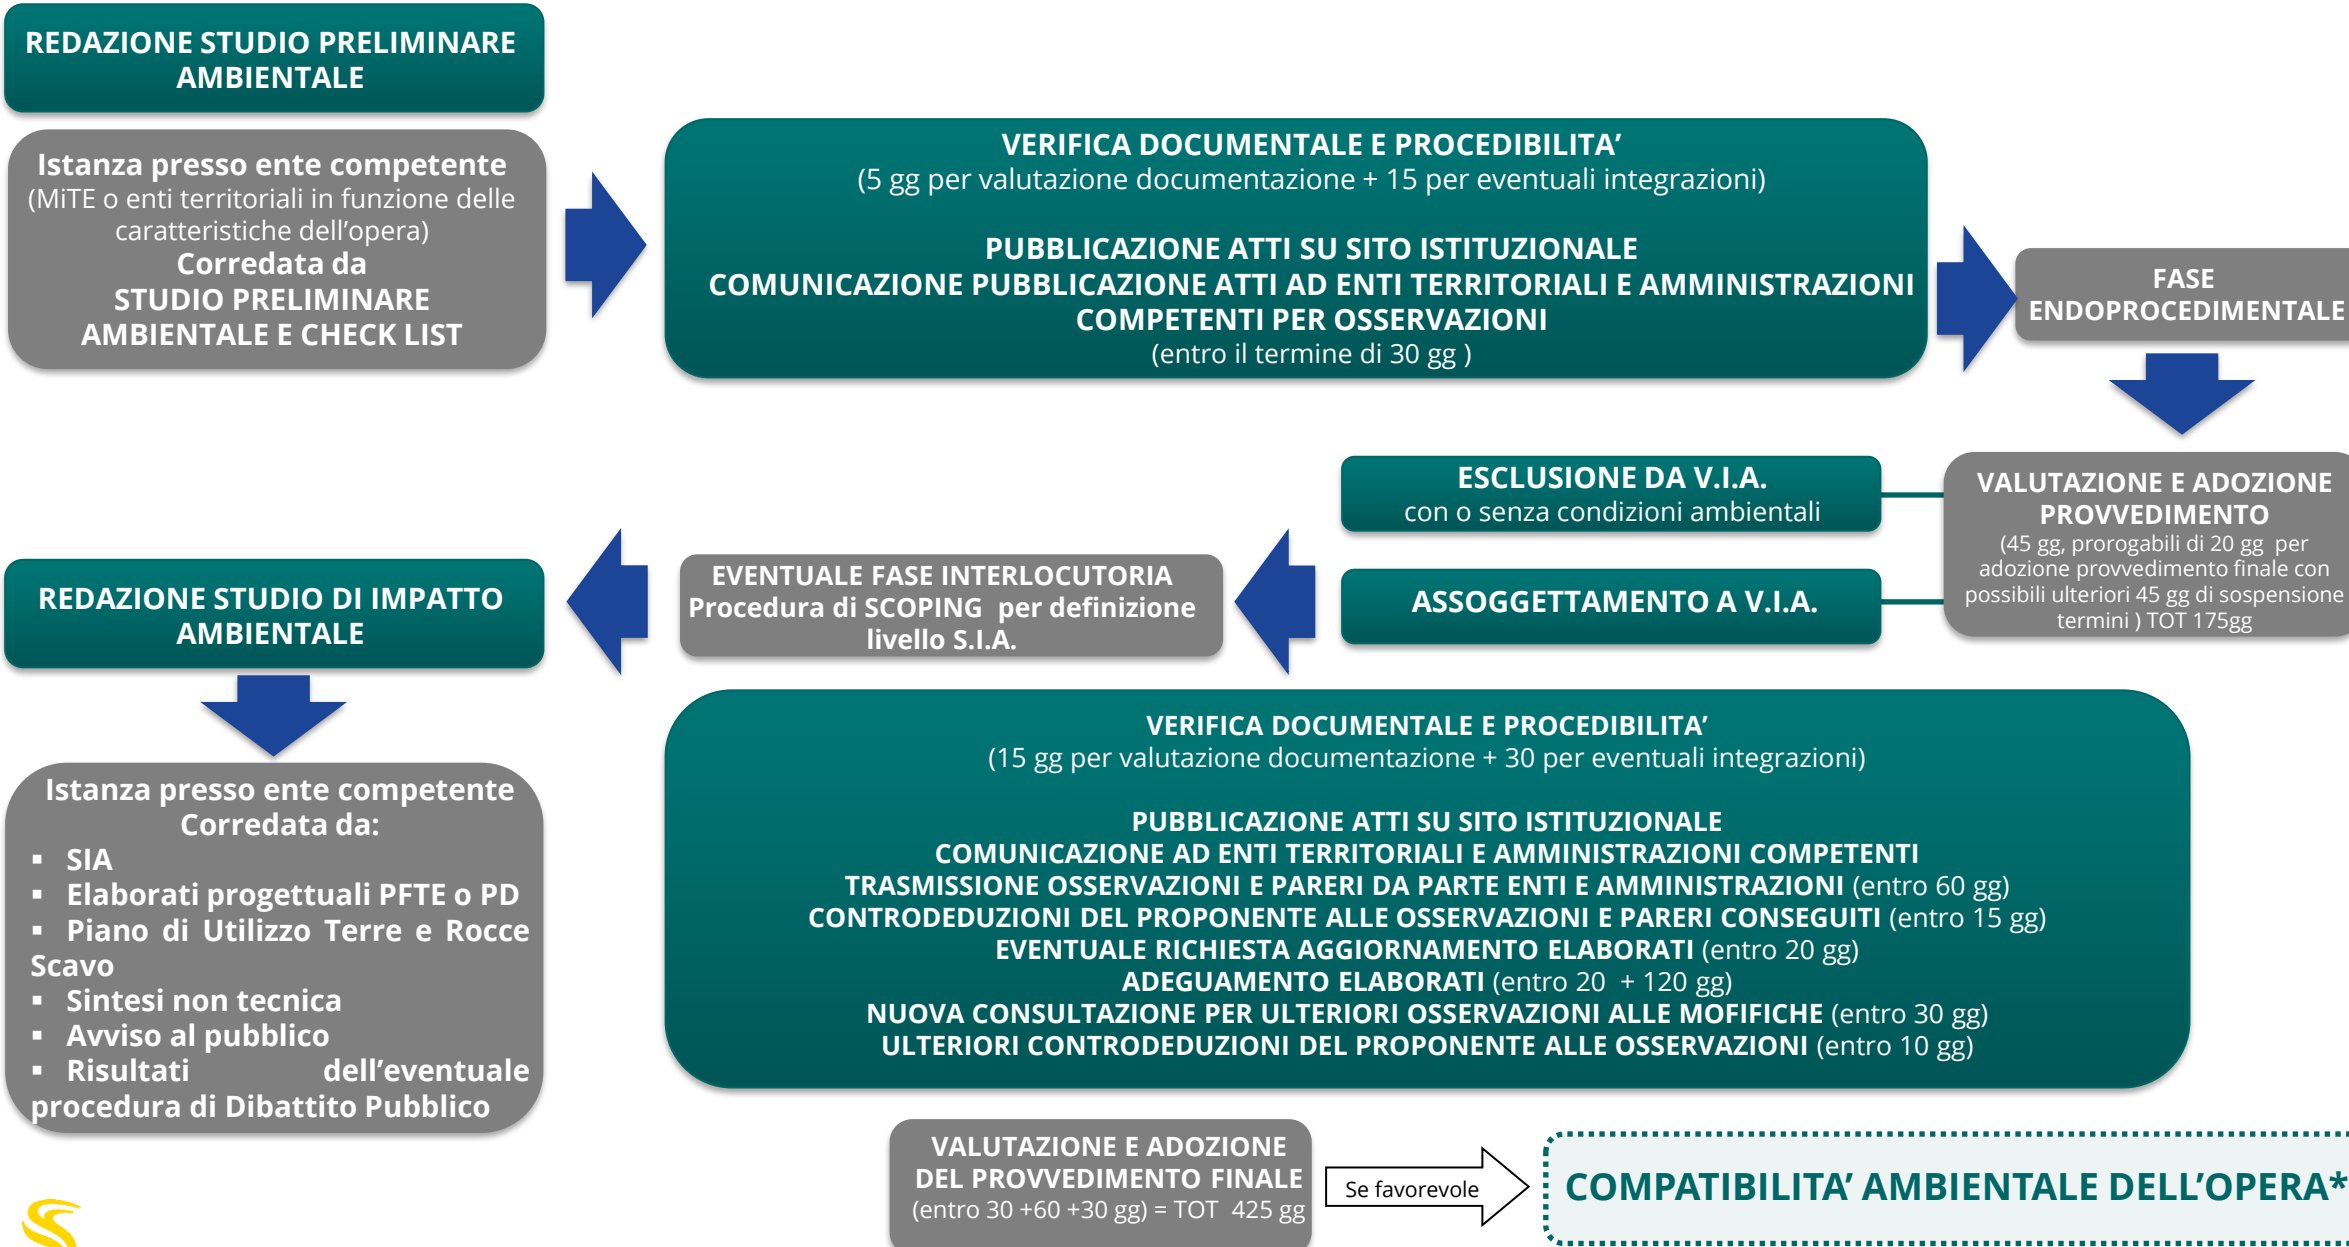 REDAZIONE STUDIO PRELIMINARE
AMBIENTALE
Istanza presso ente competente
(MiTE o enti territoriali in funzione delle
caratteristiche dell'opera)
Corredata da
STUDIO PRELIMINARE
AMBIENTALE E CHECK LIST
VERIFICA DOCUMENTALE E PROCEDIBILITA'
(5 gg per valutazione documentazione + 15 per eventuali integrazioni)
PUBBLICAZIONE ATTI SU SITO ISTITUZIONALE
COMUNICAZIONE PUBBLICAZIONE ATTI AD ENTI TERRITORIALI E AMMINISTRAZIONI
COMPETENTI PER OSSERVAZIONI
(entro il termine di 30 gg )
FASE
ENDOPROCEDIMENTALE
VALUTAZIONE E ADOZIONE
PROVVEDIMENTO
(45 gg, prorogabili di 20 gg per
adozione provvedimento finale con
possibili ulteriori 45 gg di sospensione
termini ) TOT 175gg
ESCLUSIONE DA V.I.A.
con o senza condizioni ambientali
ASSOGGETTAMENTO A V.I.A.
EVENTUALE FASE INTERLOCUTORIA
Procedura di SCOPING per definizione
livello S.I.A.
REDAZIONE STUDIO DI IMPATTO
AMBIENTALE
Istanza presso ente competente
Corredata da:
▪ SIA
▪ Elaborati progettuali PFTE o PD
▪ Piano di Utilizzo Terre e Rocce
Scavo
▪ Sintesi non tecnica
▪ Avviso al pubblico
▪ Risultati dell'eventuale
procedura di Dibattito Pubblico
VERIFICA DOCUMENTALE E PROCEDIBILITA'
(15 gg per valutazione documentazione + 30 per eventuali integrazioni)
PUBBLICAZIONE ATTI SU SITO ISTITUZIONALE
COMUNICAZIONE AD ENTI TERRITORIALI E AMMINISTRAZIONI COMPETENTI
TRASMISSIONE OSSERVAZIONI E PARERI DA PARTE ENTI E AMMINISTRAZIONI (entro 60 gg)
CONTRODEDUZIONI DEL PROPONENTE ALLE OSSERVAZIONI E PARERI CONSEGUITI (entro 15 gg)
EVENTUALE RICHIESTA AGGIORNAMENTO ELABORATI (entro 20 gg)
ADEGUAMENTO ELABORATI (entro 20 + 120 gg)
NUOVA CONSULTAZIONE PER ULTERIORI OSSERVAZIONI ALLE MOFIFICHE (entro 30 gg)
ULTERIORI CONTRODEDUZIONI DEL PROPONENTE ALLE OSSERVAZIONI (entro 10 gg)
VALUTAZIONE E ADOZIONE
DEL PROVVEDIMENTO FINALE
(entro 30 +60 +30 gg) = TOT 425 gg
Se favorevole
COMPATIBILITA' AMBIENTALE DELL'OPERA*